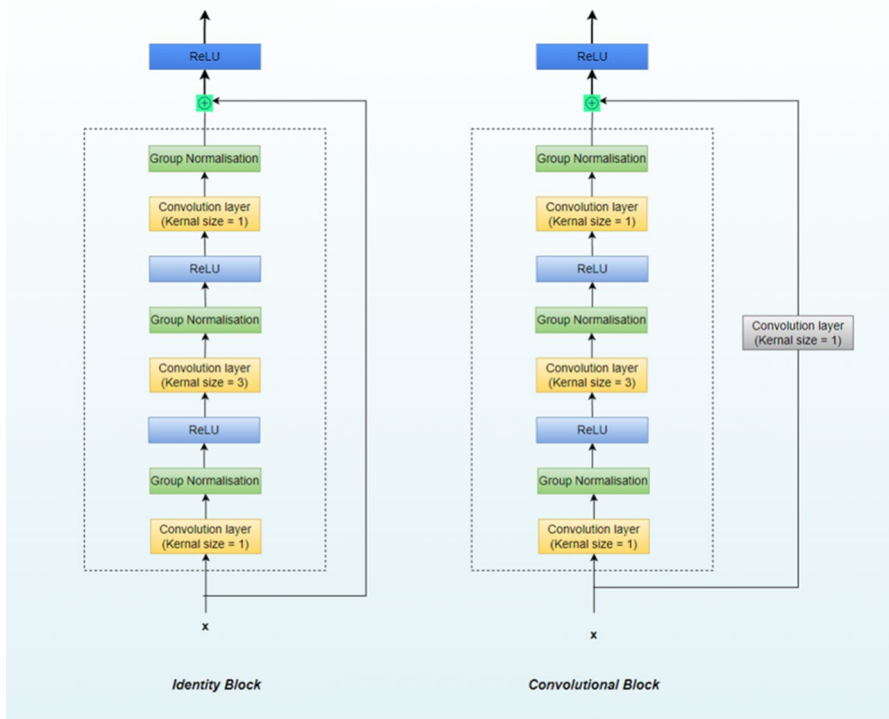 ReLU
Group Normalisation
Convolution layer
(Kernal size = 1)
ReLU
Group Normalisation
Convolution layer
(Kernal size = 3)
ReLU
Group Normalisation
Convolution layer
(Kernal size = 1)
x
Identity Block
ReLU
Group Normalisation
Convolution layer
(Kernal size = 1)
ReLU
Group Normalisation
Convolution layer
(Kernal size = 3)
ReLU
Group Normalisation
Convolution layer
(Kernal size = 1)
Convolution layer
(Kernal size = 1)
x
Convolutional Block